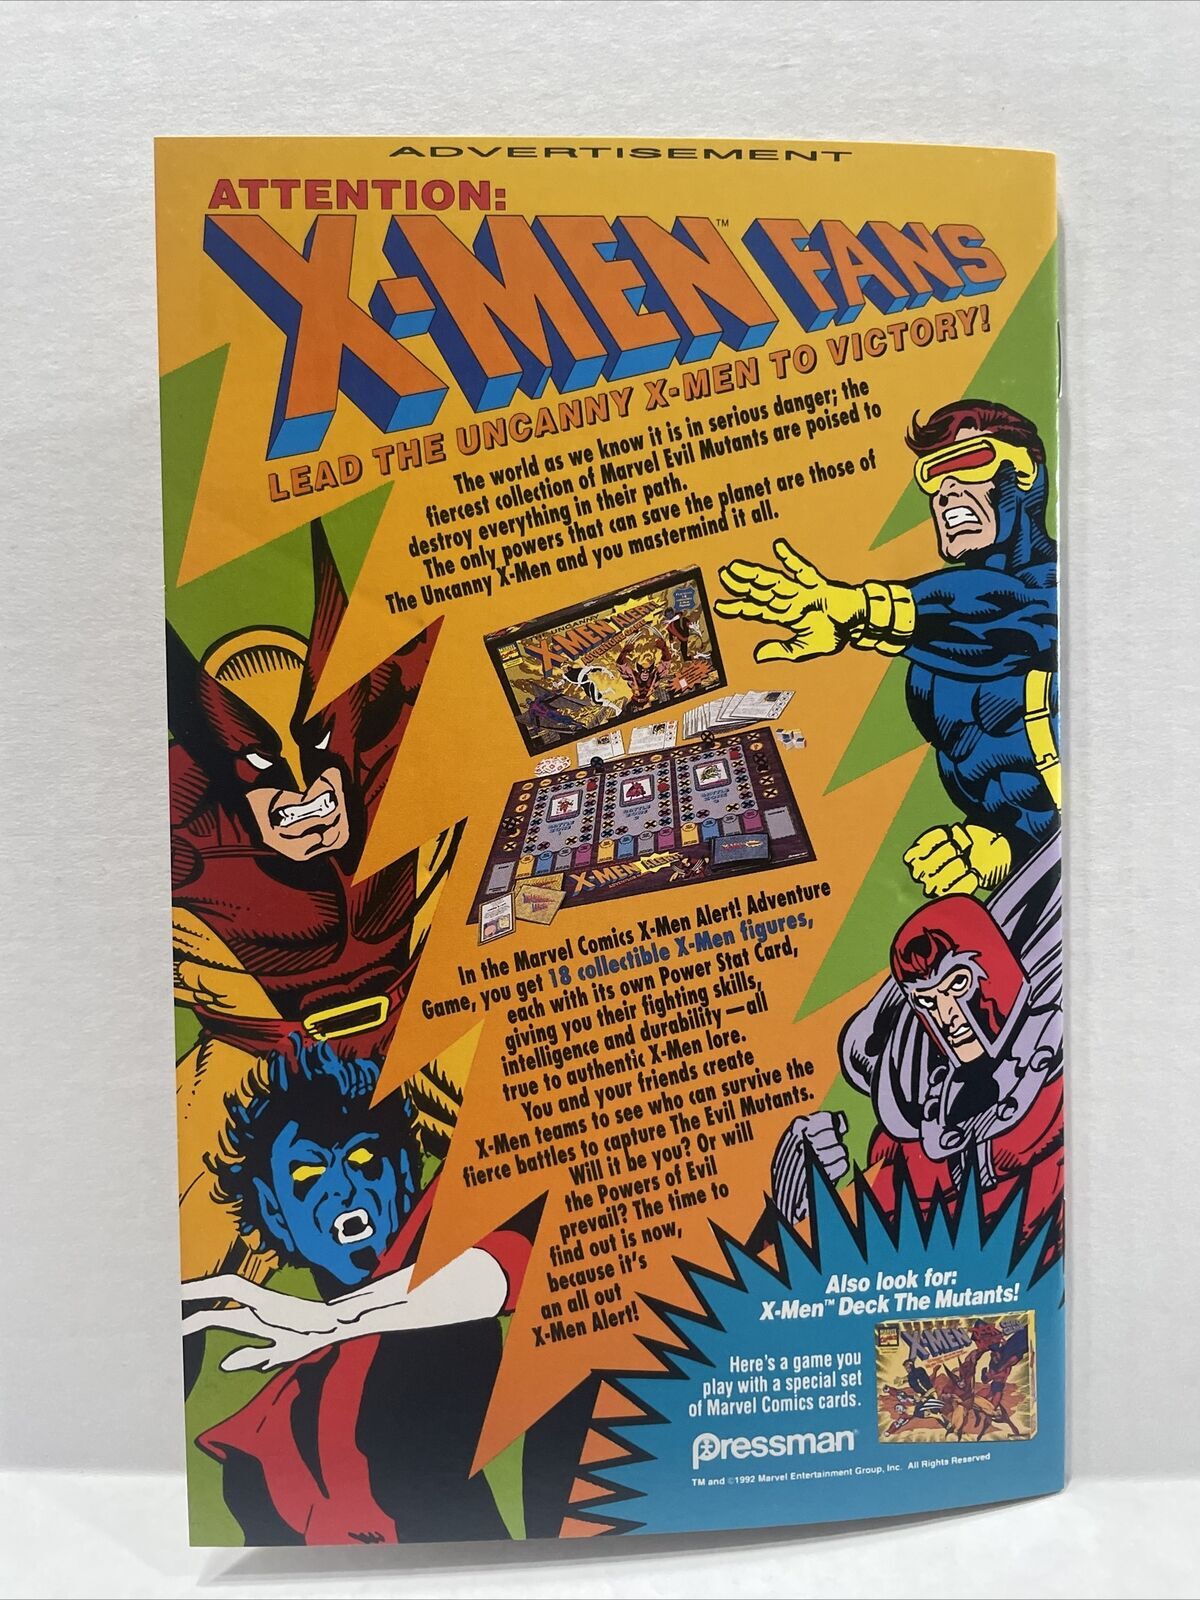 ADVERTISEMENT
ATTENTION:
X-MEN™ FANS
LEAD THE UNCANNY X-MEN TO VICTORY!
The world as we know it is in serious danger; the
fiercest collection of Marvel Evil Mutants are poised to
destroy everything in their path.
The only powers that can save the planet are those of
The Uncanny X-Men and you mastermind it all.
THE UNCANNY
X-MEN ALERT!
ADVENTURE GAME
X-MEN ALERT!
In the Marvel Comics X-Men Alert! Adventure
Game, you get 18 collectible X-Men figures,
each with its own Power Stat Card,
giving you their fighting skills,
intelligence and durability—all
true to authentic X-Men lore.
You and your friends create
X-Men teams to see who can survive the
fierce battles to capture The Evil Mutants.
Will it be you? Or will
the Powers of Evil
prevail? The time to
find out is now,
because it's
an all out
X-Men Alert!
Also look for:
X-Men™ Deck The Mutants!
X-MEN
Here's a game you
play with a special set
of Marvel Comics cards.
Pressman
TM and ©1992 Marvel Entertainment Group, Inc. All Rights Reserved